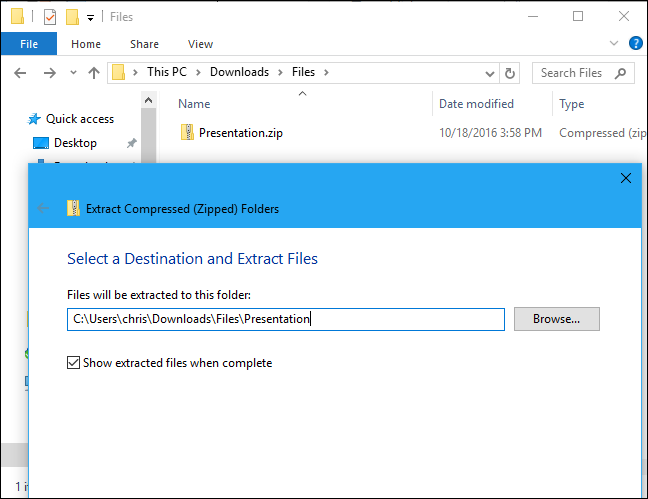 Files
File Home Share View
This PC Downloads Files Search Files
Name Date modified Type
Quick access
Desktop
Presentation.zip 10/18/2016 3:58 PM Compressed (zip
Extract Compressed (Zipped) Folders
Select a Destination and Extract Files
Files will be extracted to this folder:
C:\Users\chris\Downloads\Files\Presentation Browse...
Show extracted files when complete